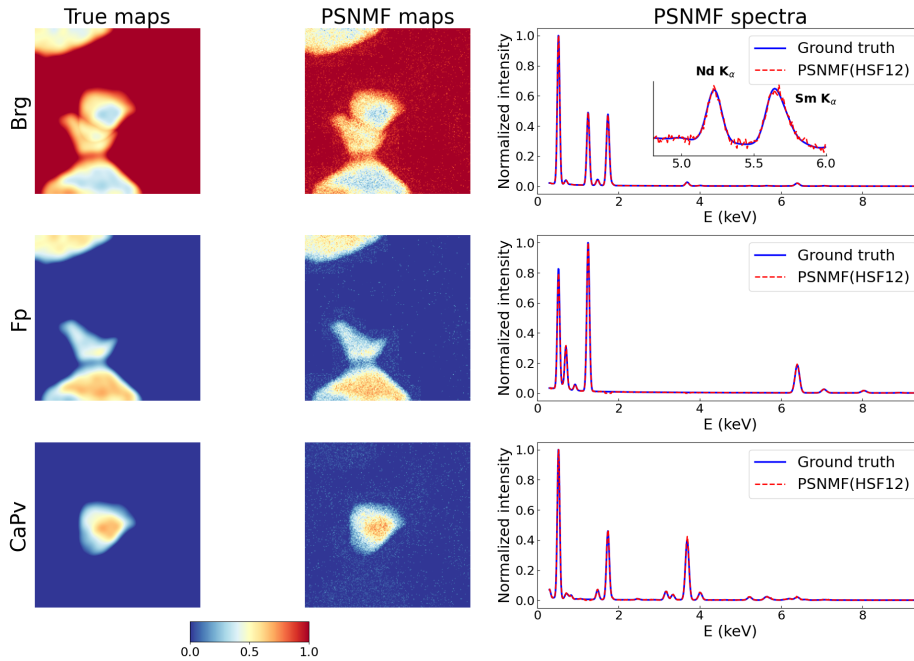 True maps PSNMF maps PSNMF spectra
Brg
Normalized intensity
1.0
0.8
0.6
0.4
0.2
0.0
Ground truth
PSNMF(HSF12)
Nd Kα
Sm Kα
5.0 5.5 6.0
0 2 4 6 8
E (keV)
Fp
Normalized intensity
1.0
0.8
0.6
0.4
0.2
0.0
Ground truth
PSNMF(HSF12)
0 2 4 6 8
E (keV)
CaPv
Normalized intensity
1.0
0.8
0.6
0.4
0.2
0.0
Ground truth
PSNMF(HSF12)
0 2 4 6 8
E (keV)
0.0 0.5 1.0